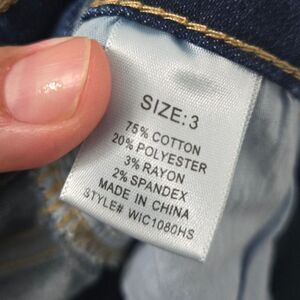 SIZE:3
75% COTTON
20% POLYESTER
3% RAYON
2% SPANDEX
MADE IN CHINA
STYLE# WIC1080HS